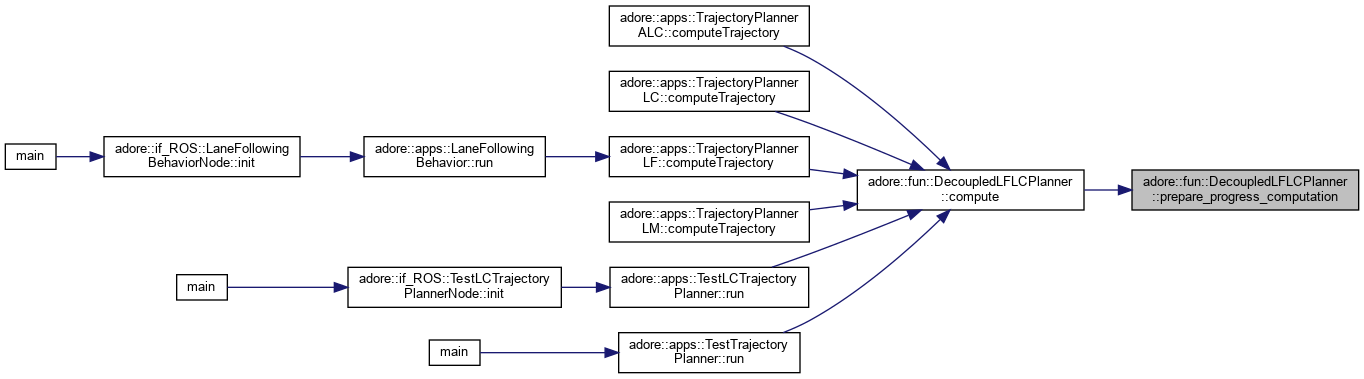 adore::apps::TrajectoryPlanner
ALC::computeTrajectory
adore::apps::TrajectoryPlanner
LC::computeTrajectory
main
adore::if_ROS::LaneFollowing
BehaviorNode::init
adore::apps::LaneFollowing
Behavior::run
adore::apps::TrajectoryPlanner
LF::computeTrajectory
adore::fun::DecoupledLFLCPlanner
::compute
adore::fun::DecoupledLFLCPlanner
::prepare_progress_computation
adore::apps::TrajectoryPlanner
LM::computeTrajectory
main
adore::if_ROS::TestLCTrajectory
PlannerNode::init
adore::apps::TestLCTrajectory
Planner::run
main
adore::apps::TestTrajectory
Planner::run